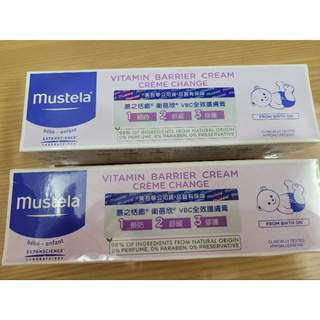 VITAMIN BARRIER CREAM
CRÈME CHANGE
mustela
bébé • enfant
EXPANSCIENCE
LABORATOIRES
慕之恬廊 衛蓓欣 VBC全效護膚膏
1 預防 2 舒緩 3 修護
98% OF INGREDIENTS FROM NATURAL ORIGIN
0% PERFUME, 0% PARABEN, 0% PRESERVATIVE
FROM BIRTH ON
CLINICALLY TESTED
HYPOALLERGENIC
VITAMIN BARRIER CREAM
CRÈME CHANGE
mustela
bébé • enfant
EXPANSCIENCE
LABORATOIRES
慕之恬廊 衛蓓欣 VBC全效護膚膏
1 預防 2 舒緩 3 修護
98% OF INGREDIENTS FROM NATURAL ORIGIN
0% PERFUME, 0% PARABEN, 0% PRESERVATIVE
FROM BIRTH ON
CLINICALLY TESTED
HYPOALLERGENIC